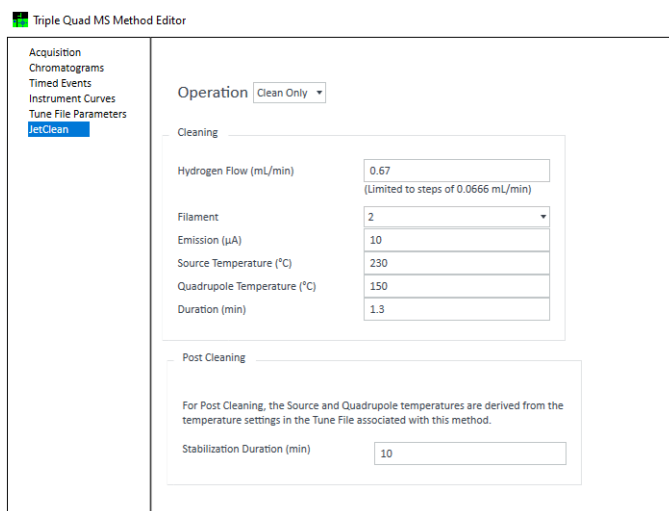 Triple Quad MS Method Editor
Acquisition
Chromatograms
Timed Events
Instrument Curves
Tune File Parameters
JetClean
Operation Clean Only
Cleaning
Hydrogen Flow (mL/min) 0.67
(Limited to steps of 0.0666 mL/min)
Filament 2
Emission (µA) 10
Source Temperature (°C) 230
Quadrupole Temperature (°C) 150
Duration (min) 1.3
Post Cleaning
For Post Cleaning, the Source and Quadrupole temperatures are derived from the
temperature settings in the Tune File associated with this method.
Stabilization Duration (min) 10